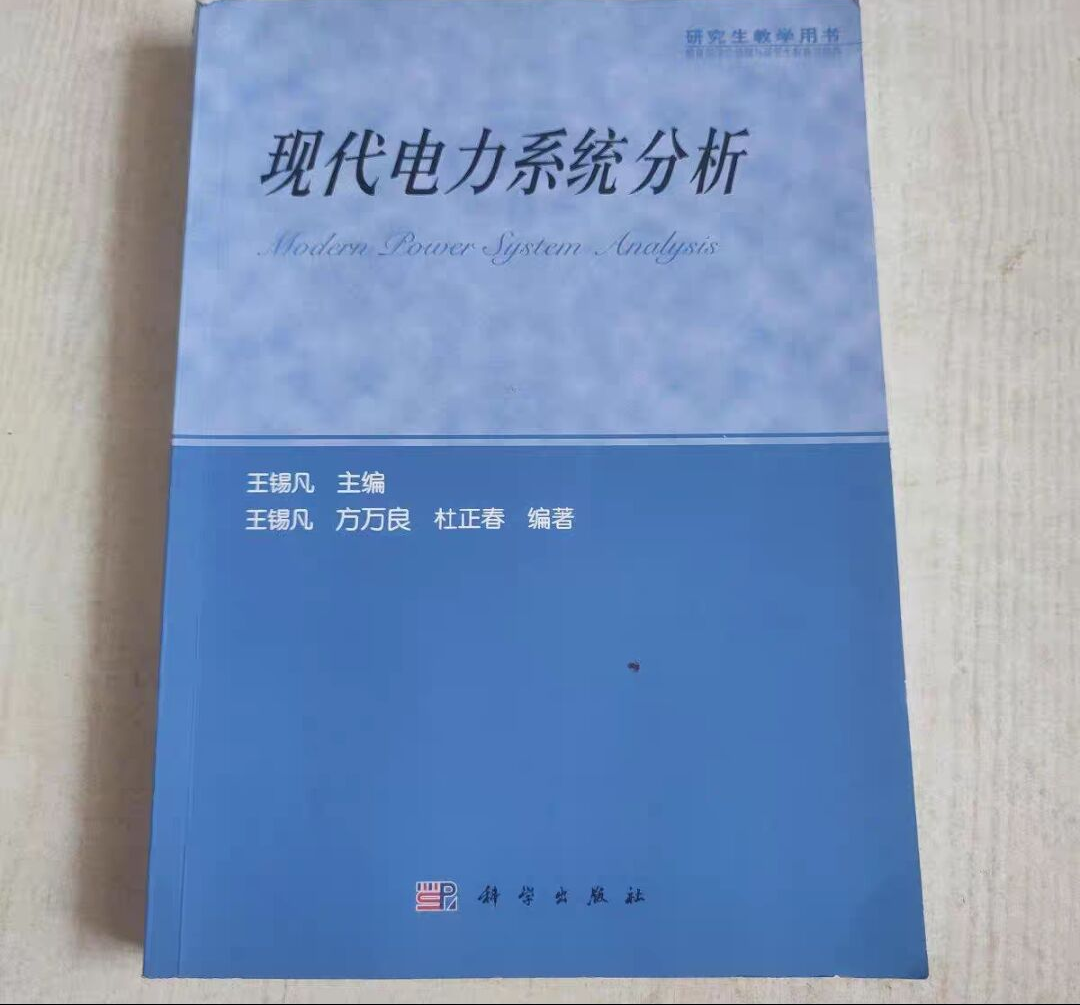 研究生教学用书
现代电力系统分析
Modern Power System Analysis
王锡凡 主编
王锡凡 方万良 杜正春 编著
科学出版社